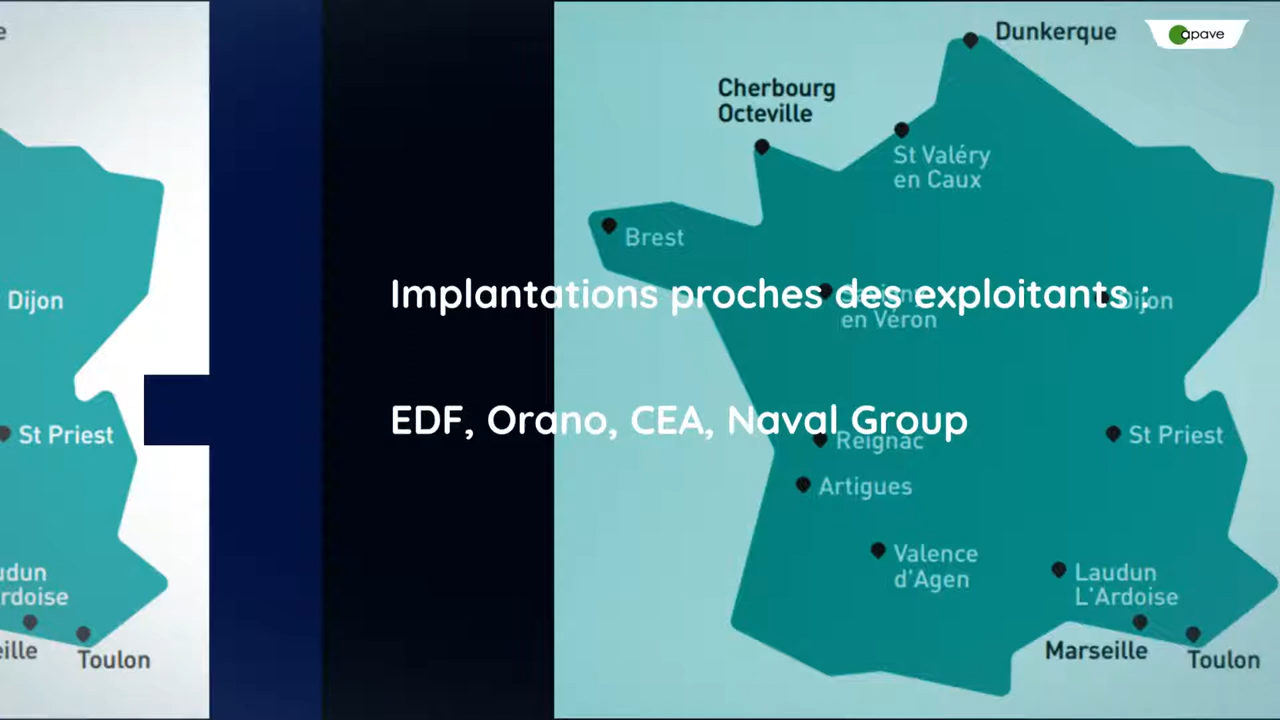 Dunkerque
apave
Cherbourg
Octeville
St Valéry
en Caux
Brest
Implantations proches des exploitants :
Dijon
Dijon
en Véron
EDF, Orano, CEA, Naval Group
Reignac
St Priest
St Priest
Artigues
Valence
d'Agen
Laudun
L'Ardoise
Marseille
Toulon
Toulon